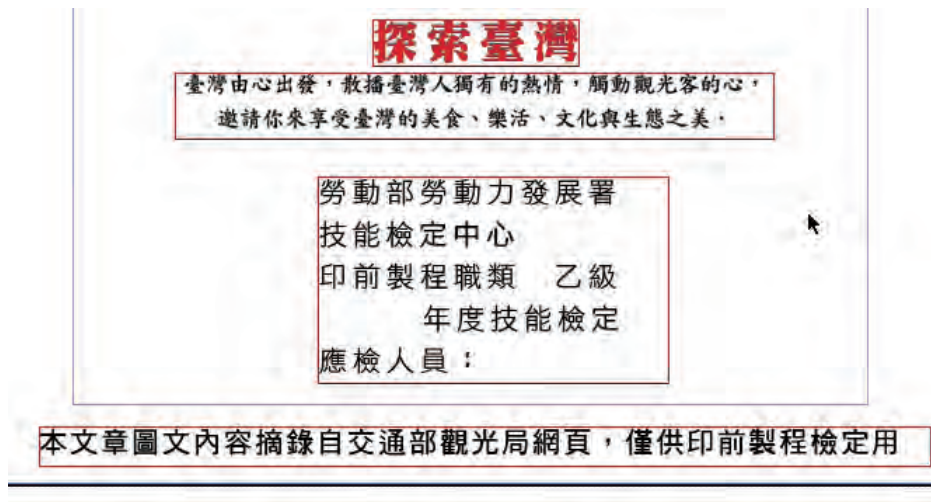 探索臺灣
臺灣由心出發，散播臺灣人獨有的熱情，觸動觀光客的心，
邀請你來享受臺灣的美食、樂活、文化與生態之美．
勞動部勞動力發展署
技能檢定中心
印前製程職類　乙級
年度技能檢定
應檢人員：
本文章圖文內容摘錄自交通部觀光局網頁，僅供印前製程檢定用